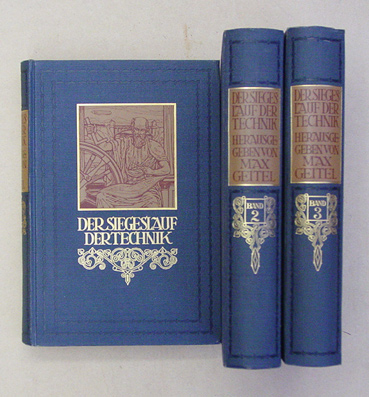 DER SIEGESLAUF
DER TECHNIK
DER SIEGES
LAUF DER
TECHNIK
HERAUSGE-
GEBEN VON
MAX
GEITEL
BAND
2
DER SIEGES
LAUF DER
TECHNIK
HERAUSGE-
GEBEN VON
MAX
GEITEL
BAND
3